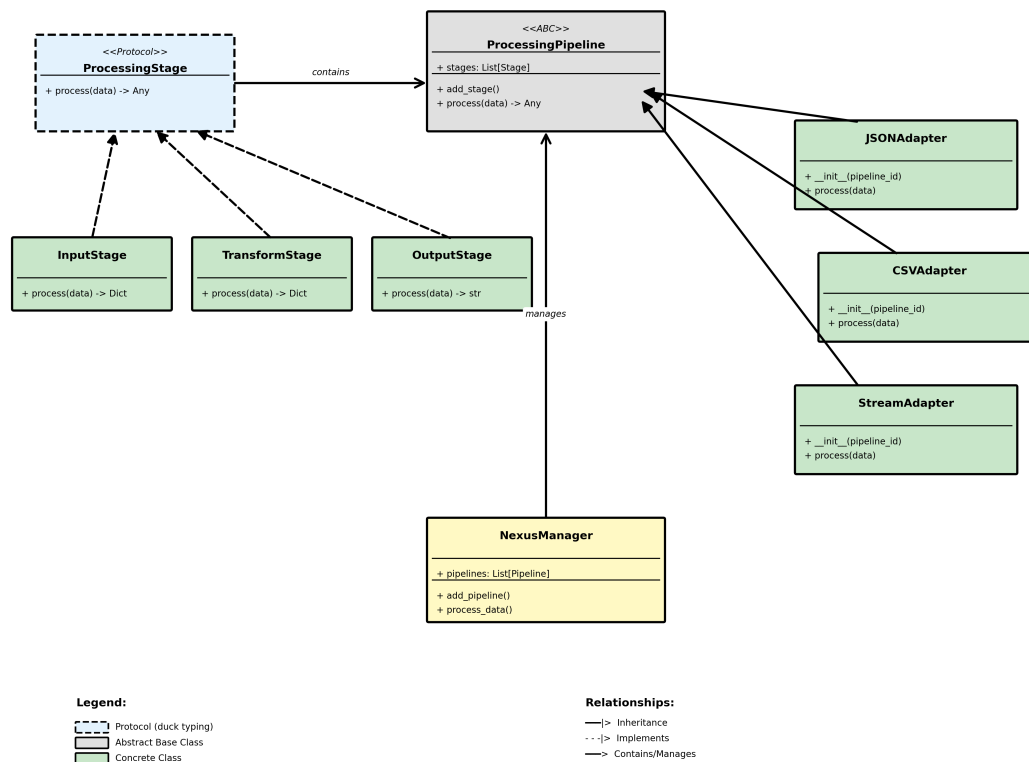 <<Protocol>>
ProcessingStage
+ process(data) -> Any
contains
<<ABC>>
ProcessingPipeline
+ stages: List[Stage]
+ add_stage()
+ process(data) -> Any
JSONAdapter
+ __init__(pipeline_id)
+ process(data)
InputStage
+ process(data) -> Dict
TransformStage
+ process(data) -> Dict
OutputStage
+ process(data) -> str
manages
CSVAdapter
+ __init__(pipeline_id)
+ process(data)
StreamAdapter
+ __init__(pipeline_id)
+ process(data)
NexusManager
+ pipelines: List[Pipeline]
+ add_pipeline()
+ process_data()
Legend:
Protocol (duck typing)
Abstract Base Class
Concrete Class
Relationships:
──|> Inheritance
- - -|> Implements
──> Contains/Manages